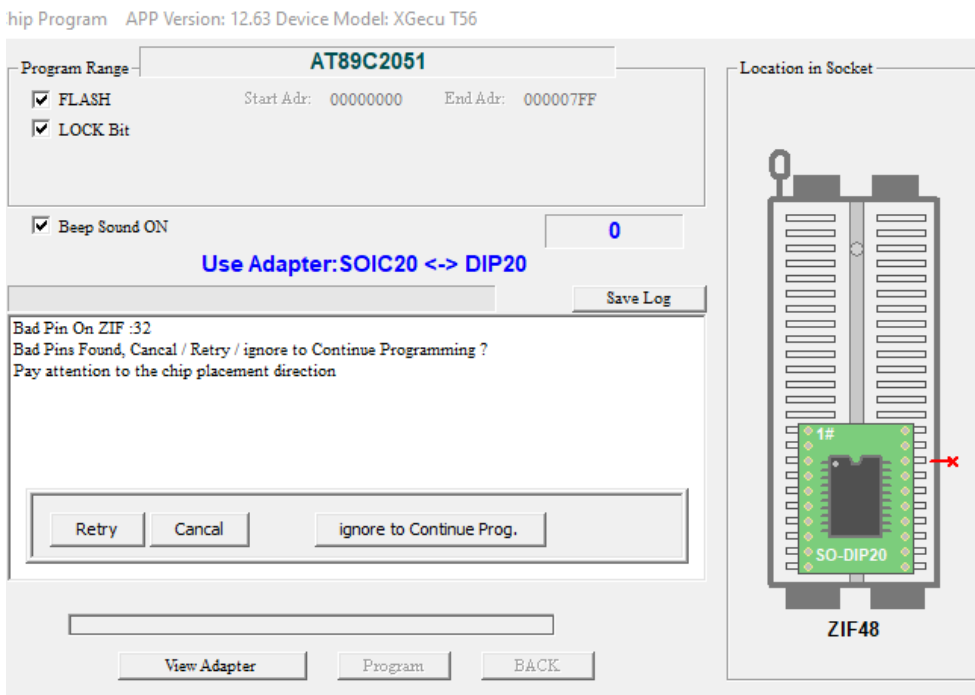 hip Program APP Version: 12.63 Device Model: XGecu T56
AT89C2051
Program Range
FLASH Start Adr: 00000000 End Adr: 000007FF
LOCK Bit
Beep Sound ON
0
Use Adapter:SOIC20 <-> DIP20
Save Log
Bad Pin On ZIF :32
Bad Pins Found, Cancal / Retry / ignore to Continue Programming ?
Pay attention to the chip placement direction
Retry Cancal ignore to Continue Prog.
View Adapter Program BACK
Location in Socket
1#
SO-DIP20
ZIF48